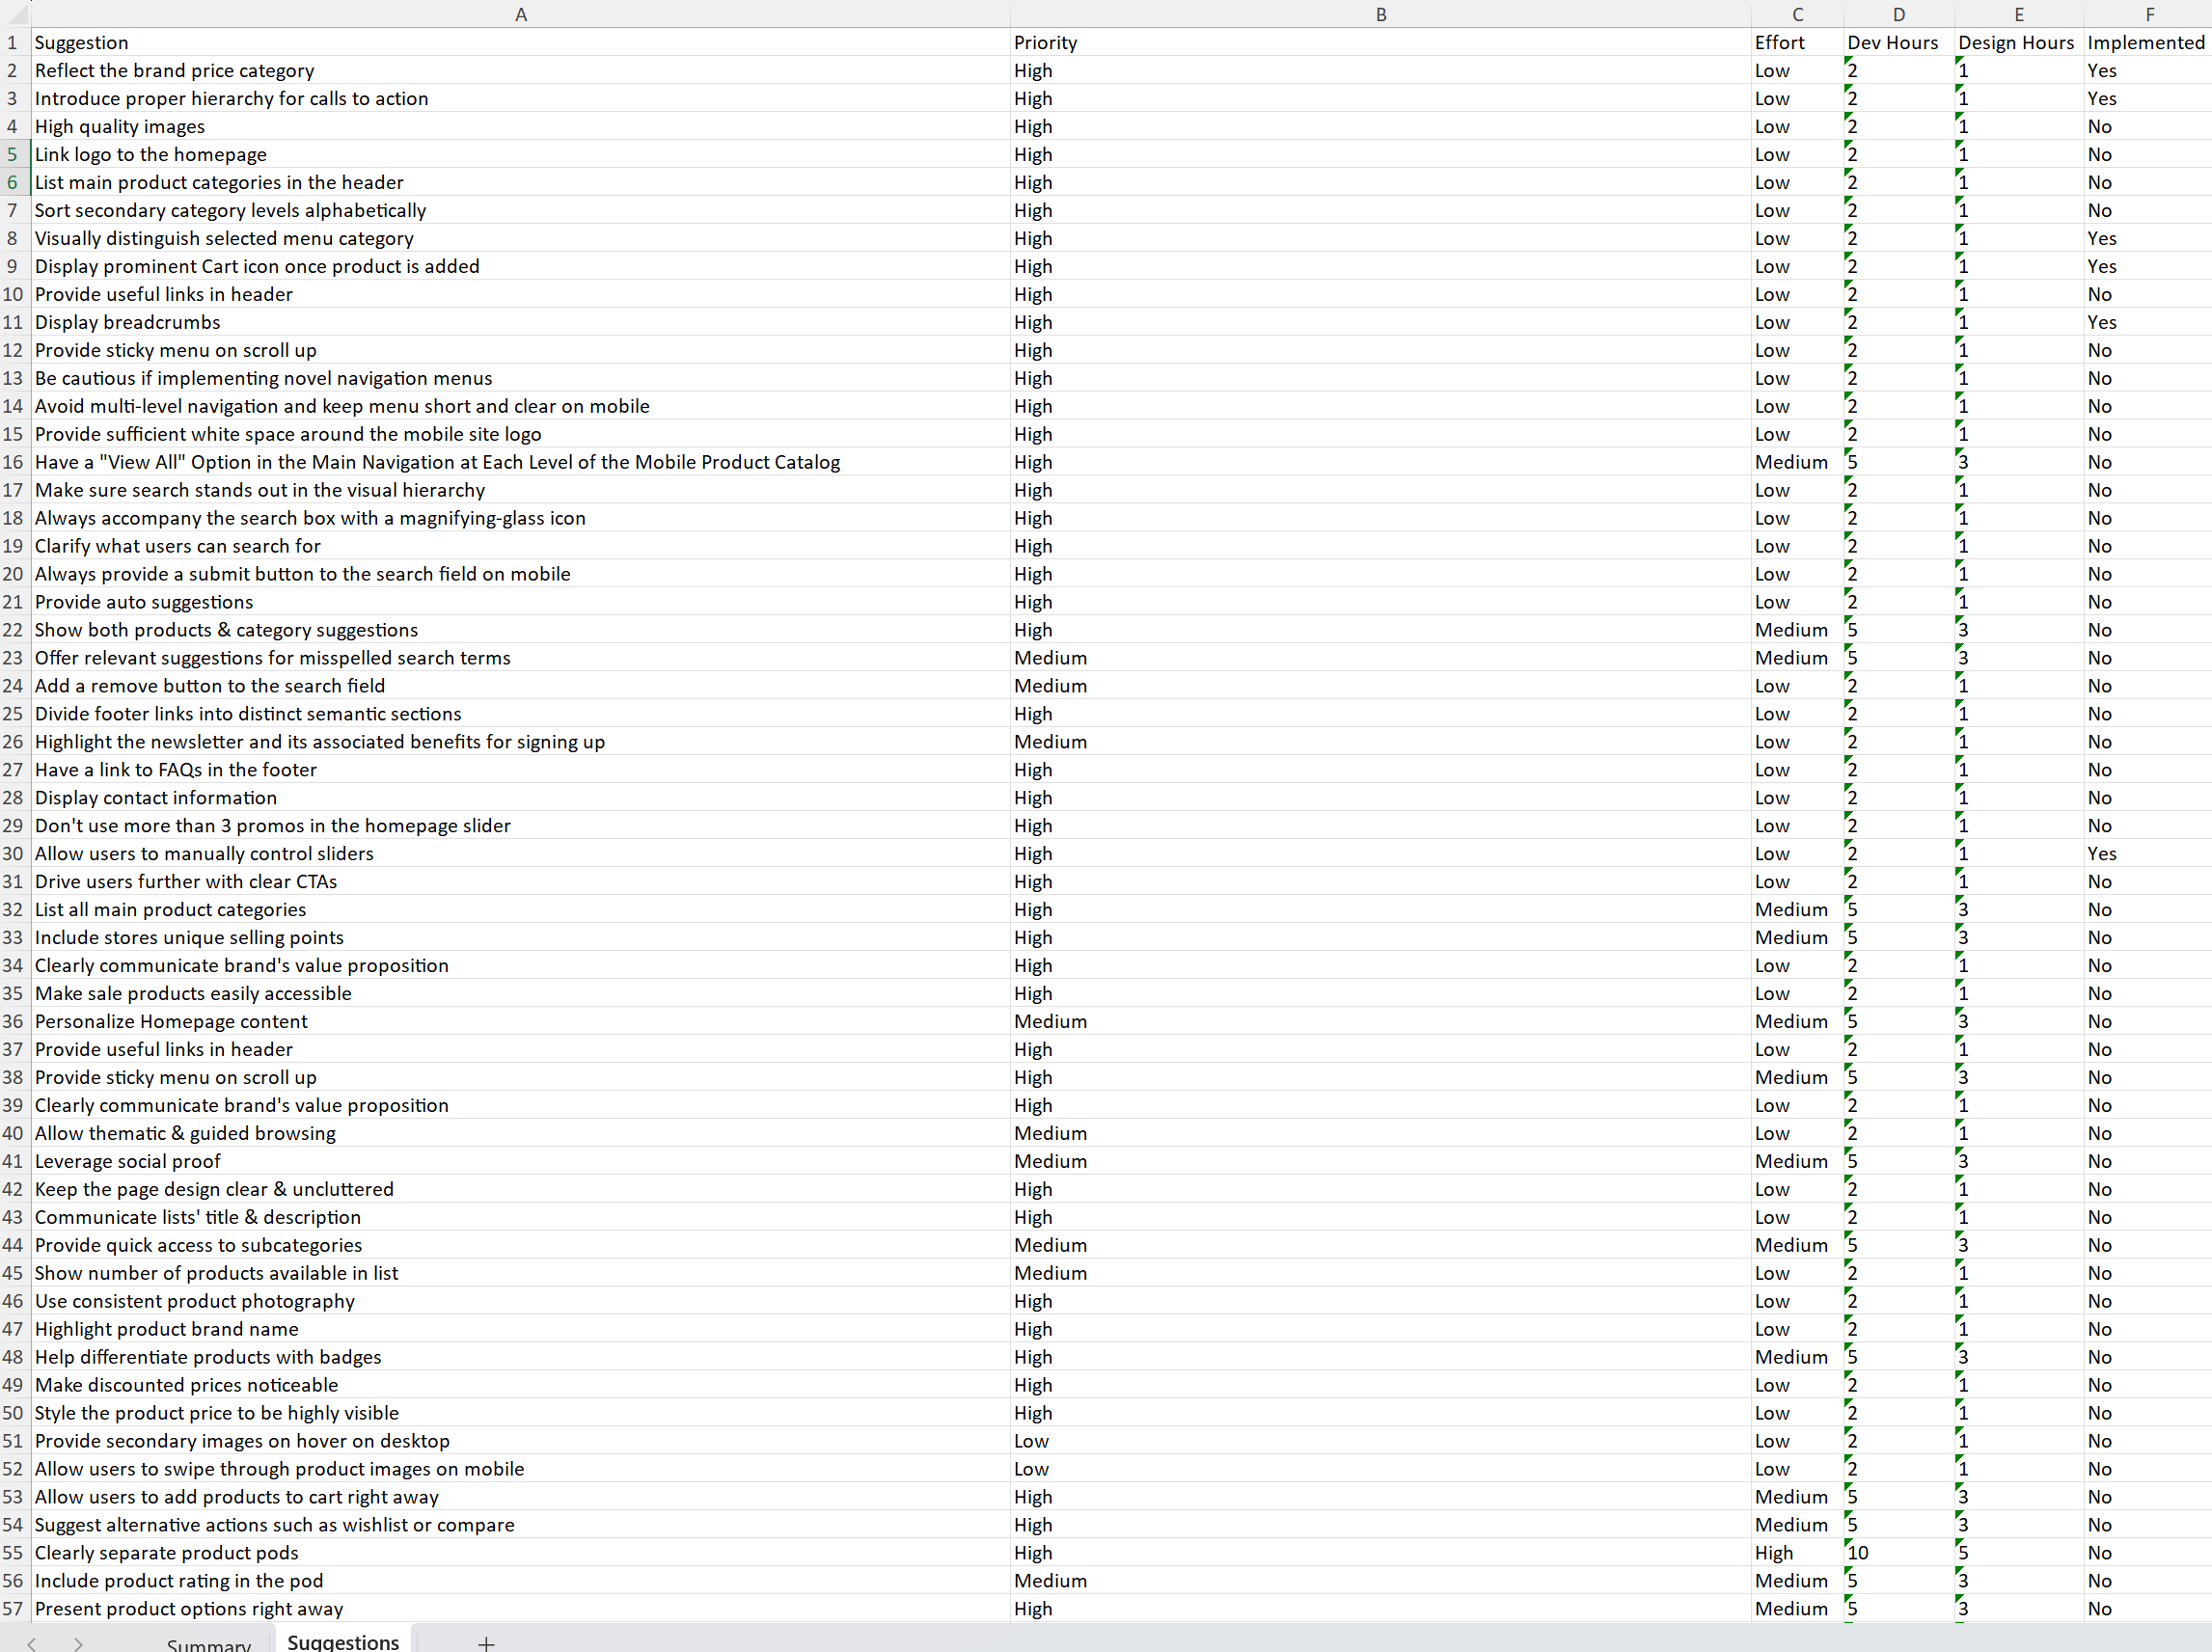 A B C D E F
1 Suggestion Priority Effort Dev Hours Design Hours Implemented
2 Reflect the brand price category High Low 2 1 Yes
3 Introduce proper hierarchy for calls to action High Low 2 1 Yes
4 High quality images High Low 2 1 No
5 Link logo to the homepage High Low 2 1 No
6 List main product categories in the header High Low 2 1 No
7 Sort secondary category levels alphabetically High Low 2 1 No
8 Visually distinguish selected menu category High Low 2 1 Yes
9 Display prominent Cart icon once product is added High Low 2 1 Yes
10 Provide useful links in header High Low 2 1 No
11 Display breadcrumbs High Low 2 1 Yes
12 Provide sticky menu on scroll up High Low 2 1 No
13 Be cautious if implementing novel navigation menus High Low 2 1 No
14 Avoid multi-level navigation and keep menu short and clear on mobile High Low 2 1 No
15 Provide sufficient white space around the mobile site logo High Low 2 1 No
16 Have a "View All" Option in the Main Navigation at Each Level of the Mobile Product Catalog High Medium 5 3 No
17 Make sure search stands out in the visual hierarchy High Low 2 1 No
18 Always accompany the search box with a magnifying-glass icon High Low 2 1 No
19 Clarify what users can search for High Low 2 1 No
20 Always provide a submit button to the search field on mobile High Low 2 1 No
21 Provide auto suggestions High Low 2 1 No
22 Show both products & category suggestions High Medium 5 3 No
23 Offer relevant suggestions for misspelled search terms Medium Medium 5 3 No
24 Add a remove button to the search field Medium Low 2 1 No
25 Divide footer links into distinct semantic sections High Low 2 1 No
26 Highlight the newsletter and its associated benefits for signing up Medium Low 2 1 No
27 Have a link to FAQs in the footer High Low 2 1 No
28 Display contact information High Low 2 1 No
29 Don't use more than 3 promos in the homepage slider High Low 2 1 No
30 Allow users to manually control sliders High Low 2 1 Yes
31 Drive users further with clear CTAs High Low 2 1 No
32 List all main product categories High Medium 5 3 No
33 Include stores unique selling points High Medium 5 3 No
34 Clearly communicate brand's value proposition High Low 2 1 No
35 Make sale products easily accessible High Low 2 1 No
36 Personalize Homepage content Medium Medium 5 3 No
37 Provide useful links in header High Low 2 1 No
38 Provide sticky menu on scroll up High Medium 5 3 No
39 Clearly communicate brand's value proposition High Low 2 1 No
40 Allow thematic & guided browsing Medium Low 2 1 No
41 Leverage social proof Medium Medium 5 3 No
42 Keep the page design clear & uncluttered High Low 2 1 No
43 Communicate lists' title & description High Low 2 1 No
44 Provide quick access to subcategories Medium Medium 5 3 No
45 Show number of products available in list Medium Low 2 1 No
46 Use consistent product photography High Low 2 1 No
47 Highlight product brand name High Low 2 1 No
48 Help differentiate products with badges High Medium 5 3 No
49 Make discounted prices noticeable High Low 2 1 No
50 Style the product price to be highly visible High Low 2 1 No
51 Provide secondary images on hover on desktop Low Low 2 1 No
52 Allow users to swipe through product images on mobile Low Low 2 1 No
53 Allow users to add products to cart right away High Medium 5 3 No
54 Suggest alternative actions such as wishlist or compare High Medium 5 3 No
55 Clearly separate product pods High High 10 5 No
56 Include product rating in the pod Medium Medium 5 3 No
57 Present product options right away High Medium 5 3 No
Summary Suggestions